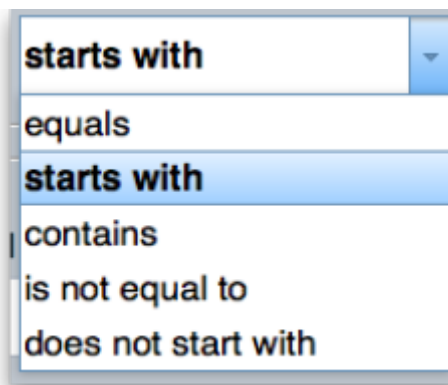 starts with
equals
starts with
contains
is not equal to
does not start with